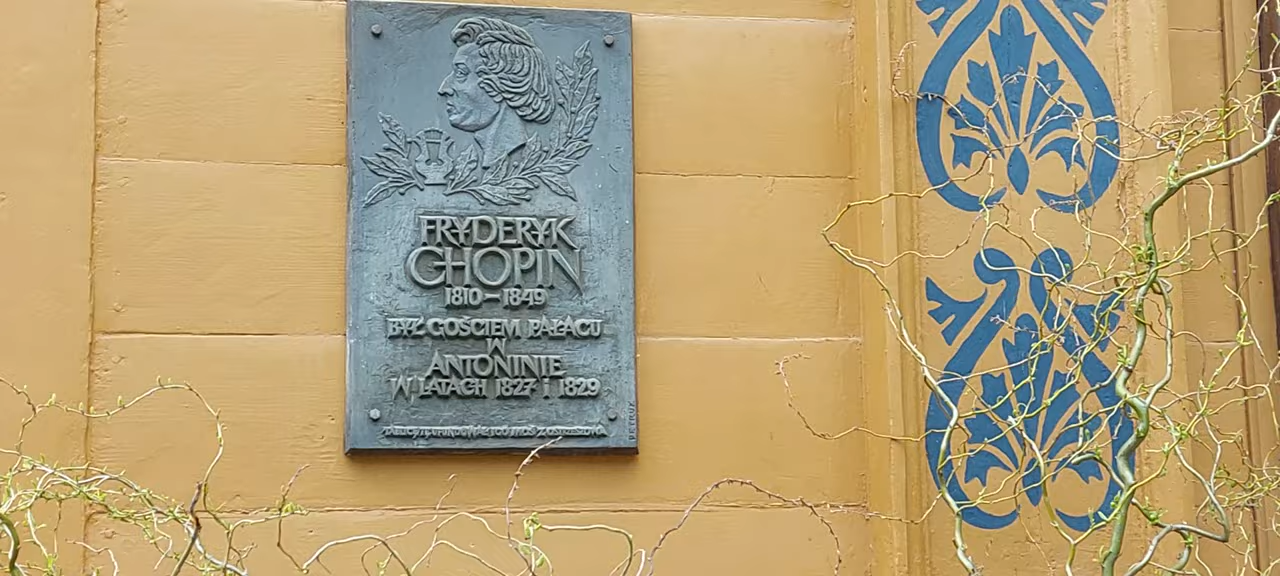 FRYDERYK
CHOPIN
1810-1849
BYŁ GOŚCIEM PAŁACU
W
ANTONINIE
W LATACH 1827 i 1829